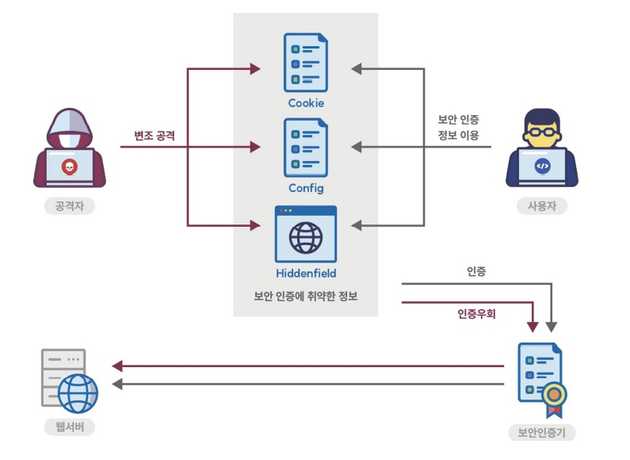 Cookie
변조 공격
보안 인증
정보 이용
Config
공격자
사용자
Hiddenfield
보안 인증에 취약한 정보
인증
인증우회
웹서버
보안인증기